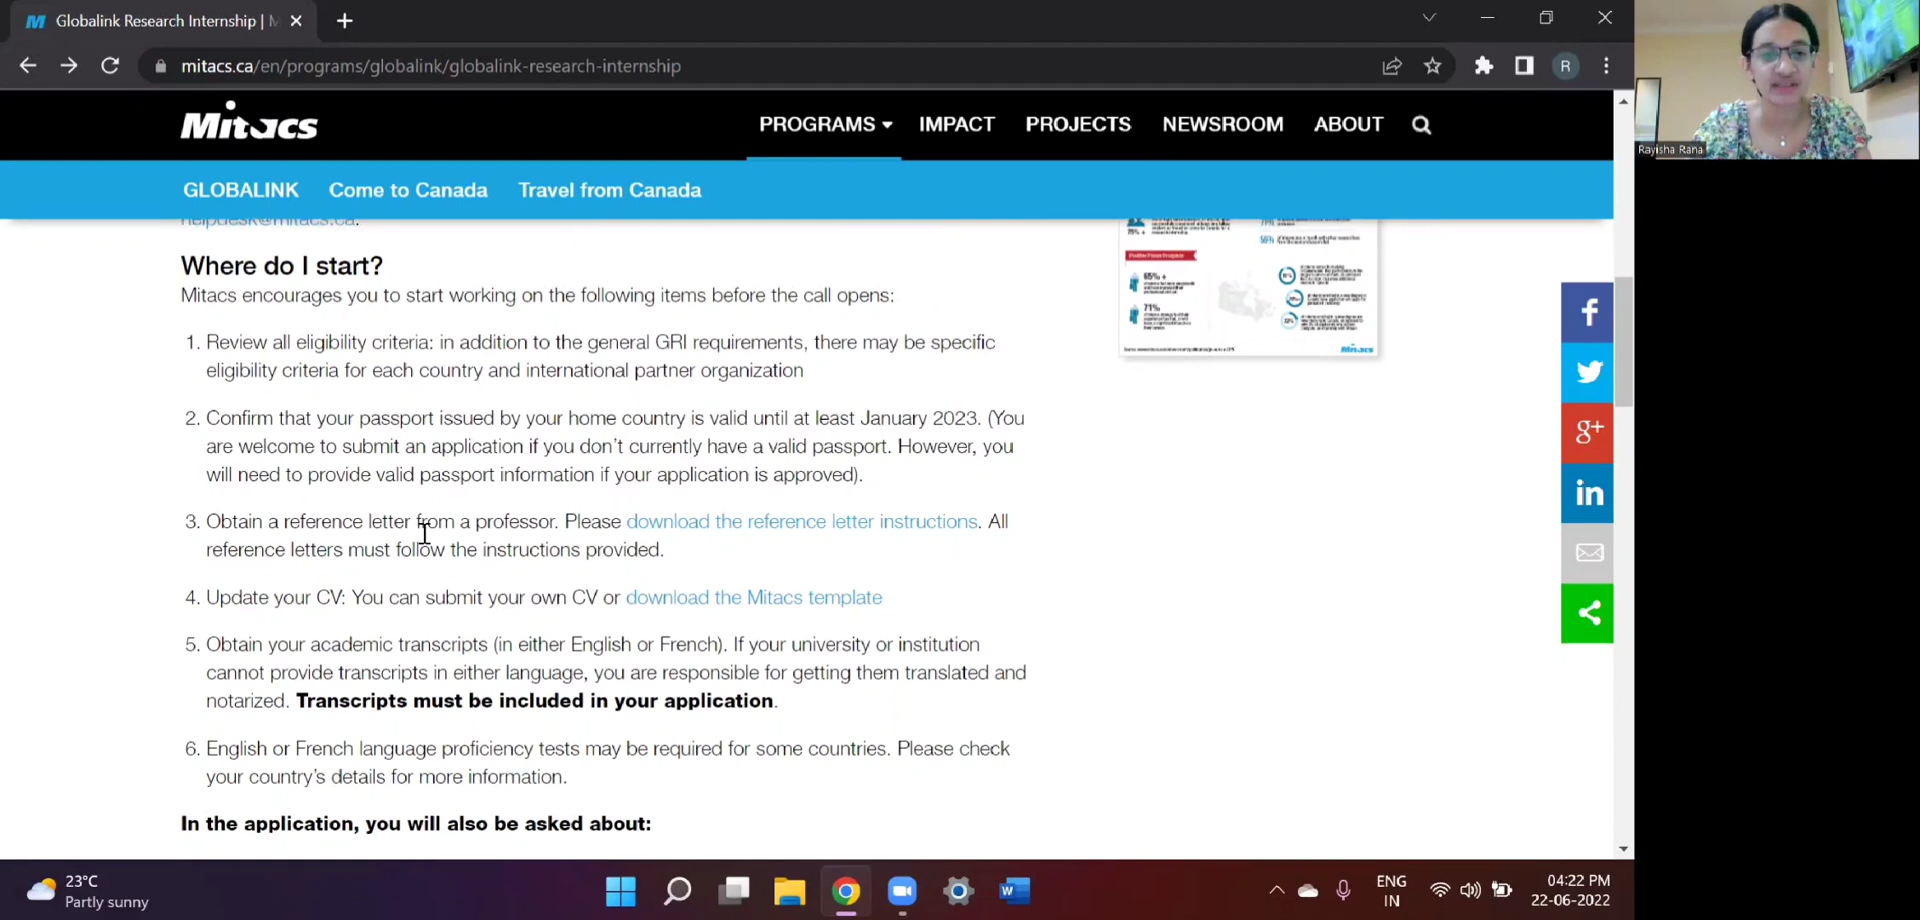 Globalink Research Internship | M
mitacs.ca/en/programs/globalink/globalink-research-internship
R
Mitacs
PROGRAMS
IMPACT
PROJECTS
NEWSROOM
ABOUT
Rayisha Rana
GLOBALINK
Come to Canada
Travel from Canada
helpdesk@mitacs.ca.
Where do I start?
Mitacs encourages you to start working on the following items before the call opens:
1. Review all eligibility criteria: in addition to the general GRI requirements, there may be specific
eligibility criteria for each country and international partner organization
2. Confirm that your passport issued by your home country is valid until at least January 2023. (You
are welcome to submit an application if you don't currently have a valid passport. However, you
will need to provide valid passport information if your application is approved).
3. Obtain a reference letter from a professor. Please download the reference letter instructions. All
reference letters must follow the instructions provided.
4. Update your CV: You can submit your own CV or download the Mitacs template
5. Obtain your academic transcripts (in either English or French). If your university or institution
cannot provide transcripts in either language, you are responsible for getting them translated and
notarized. Transcripts must be included in your application.
6. English or French language proficiency tests may be required for some countries. Please check
your country's details for more information.
In the application, you will also be asked about:
65% +
71%
Mitacs
f
g+
in
23°C
Partly sunny
W
ENG
IN
04:22 PM
22-06-2022